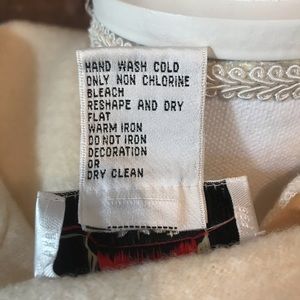 HAND WASH COLD
ONLY NON CHLORINE
BLEACH
RESHAPE AND DRY
FLAT
WARM IRON
DO NOT IRON
DECORATION
OR
DRY CLEAN